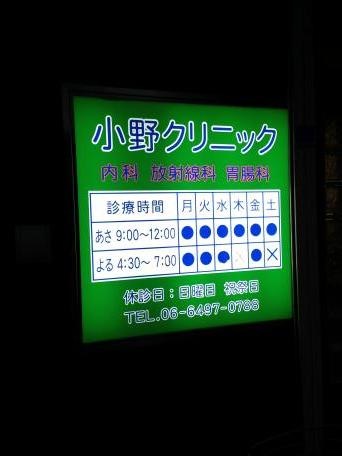 小野クリニック
内科 放射線科 胃腸科
診療時間 月 火 水 木 金 土
あさ 9:00~12:00 ● ● ● ● ● ●
よる 4:30~ 7:00 ● ● ● × ● ×
休診日:日曜日 祝祭日
TEL.06-6497-0788